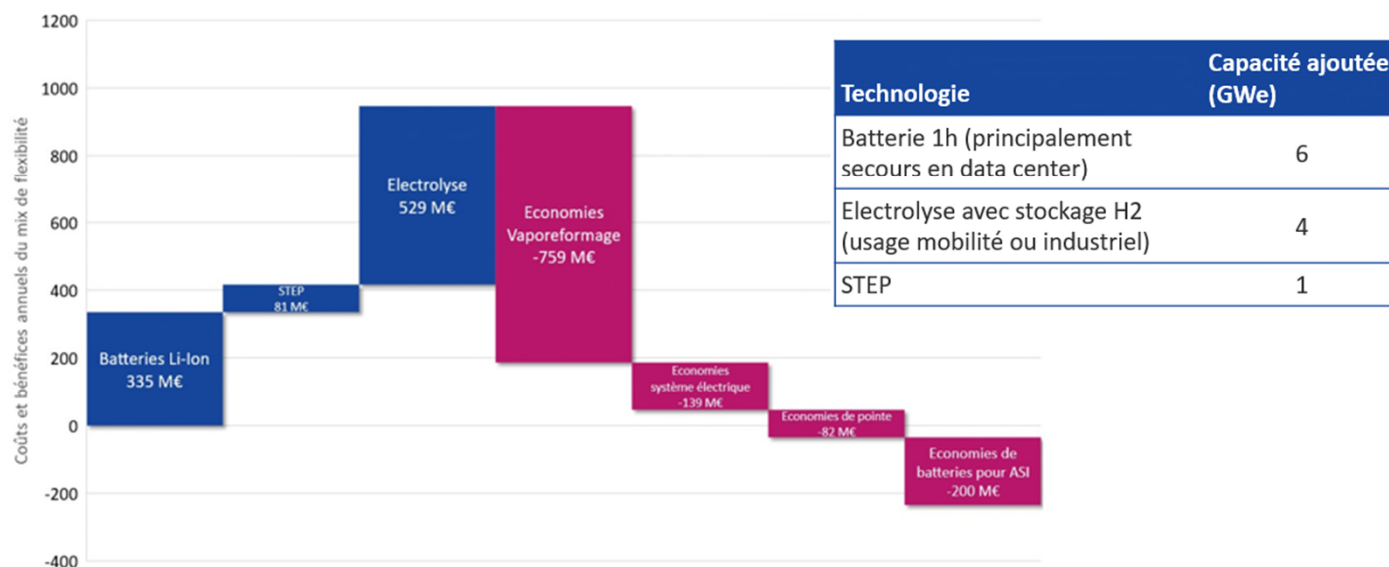 Coûts et bénéfices annuels du mix de flexibilité
1200
1000
800
600
400
200
0
-200
-400
Batteries Li-Ion
335 M€
STEP
81 M€
Electrolyse
529 M€
Economies
Vaporeformage
-759 M€
Economies
système électrique
-139 M€
Economies de pointe
-82 M€
Economies de
batteries pour ASI
-200 M€
Technologie
Capacité ajoutée
(GWe)
Batterie 1h (principalement
secours en data center)
6
Electrolyse avec stockage H2
(usage mobilité ou industriel)
4
STEP
1